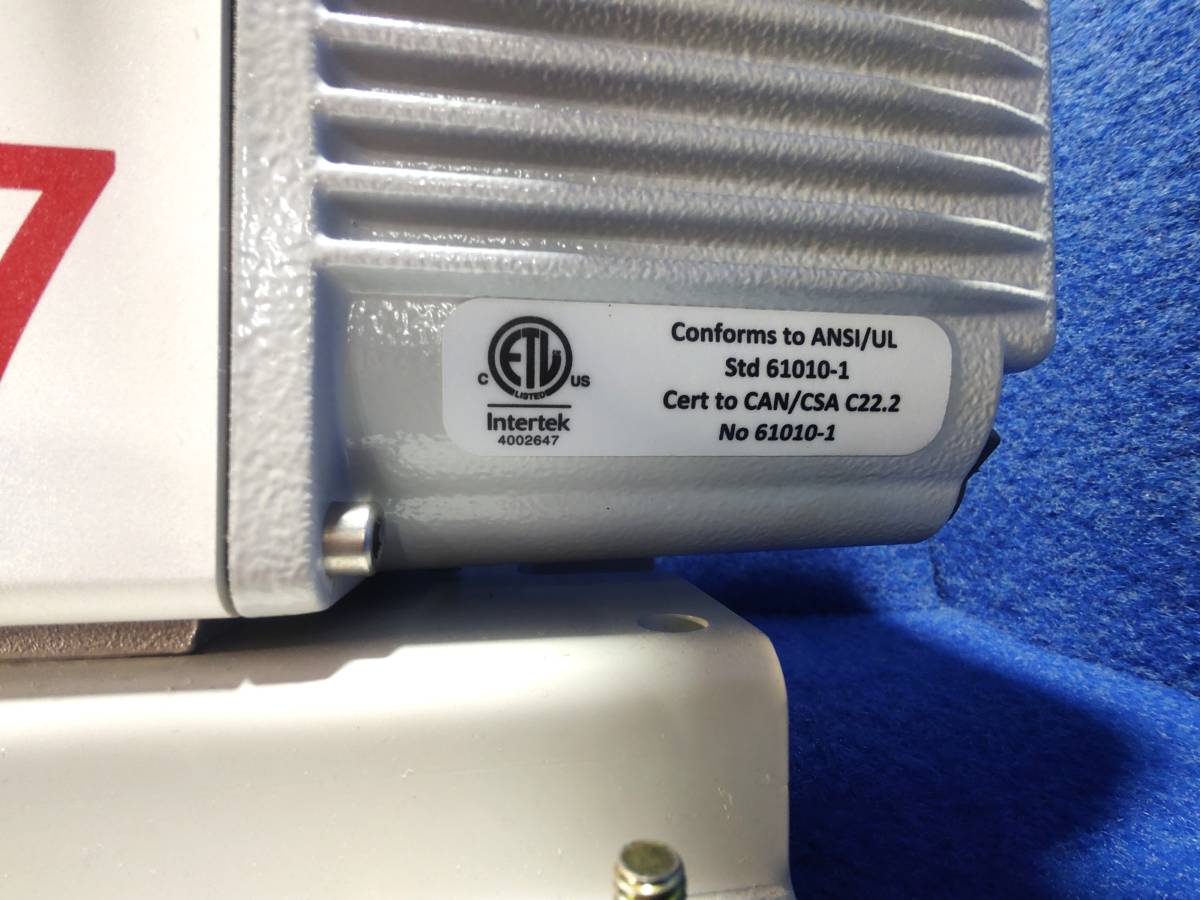 7
ETL
C US
LISTED
Intertek
4002647
Conforms to ANSI/UL
Std 61010-1
Cert to CAN/CSA C22.2
No 61010-1